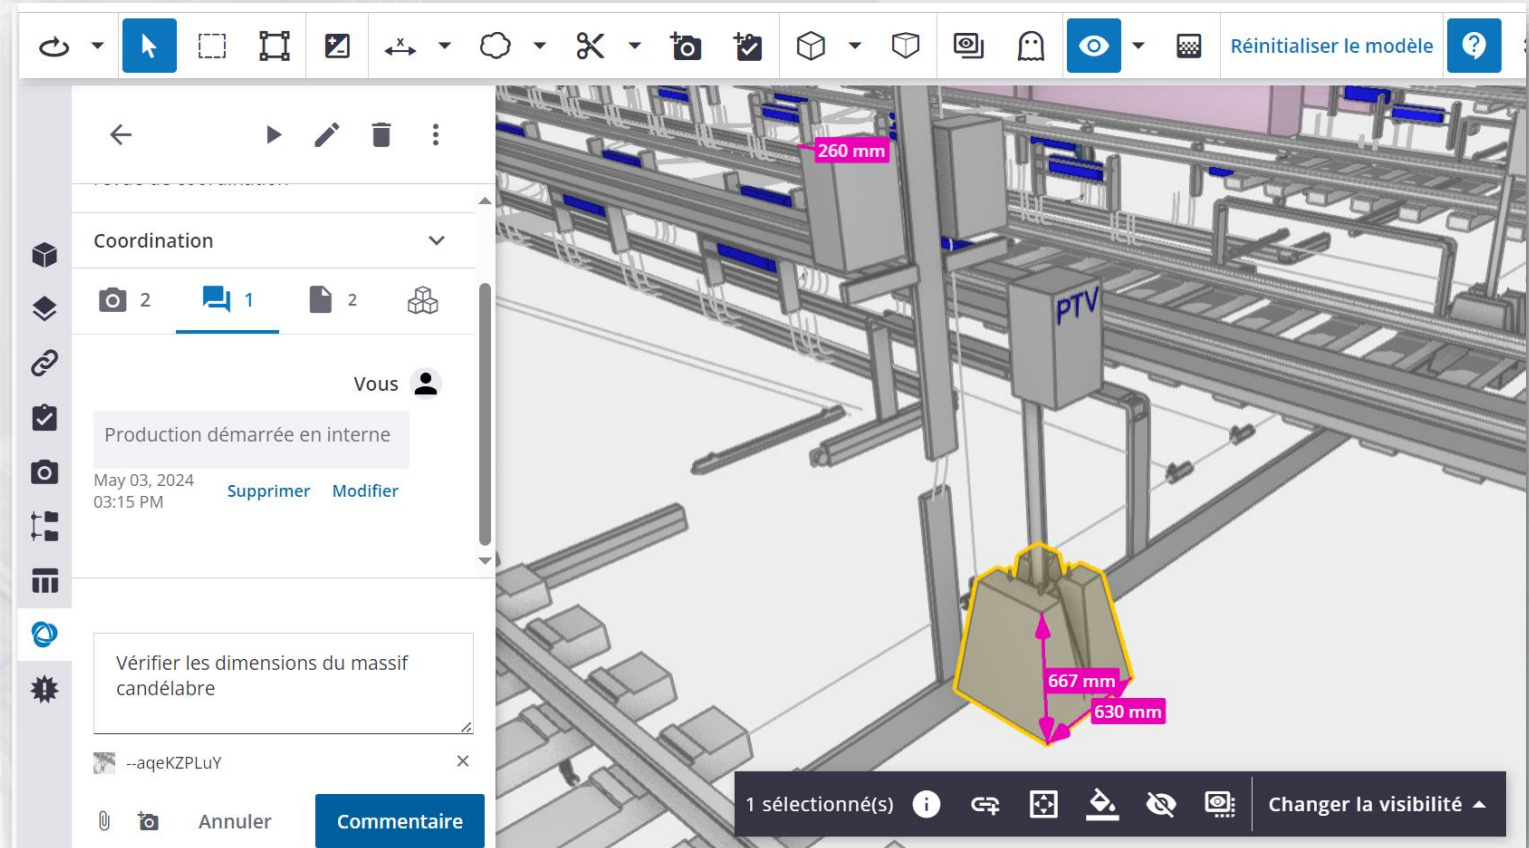 Réinitialiser le modèle
Coordination
2
1
2
Vous
Production démarrée en interne
May 03, 2024
03:15 PM
Supprimer
Modifier
Vérifier les dimensions du massif
candélabre
--aqeKZPLuY
Annuler
Commentaire
260 mm
PTV
667 mm
630 mm
1 sélectionné(s)
Changer la visibilité